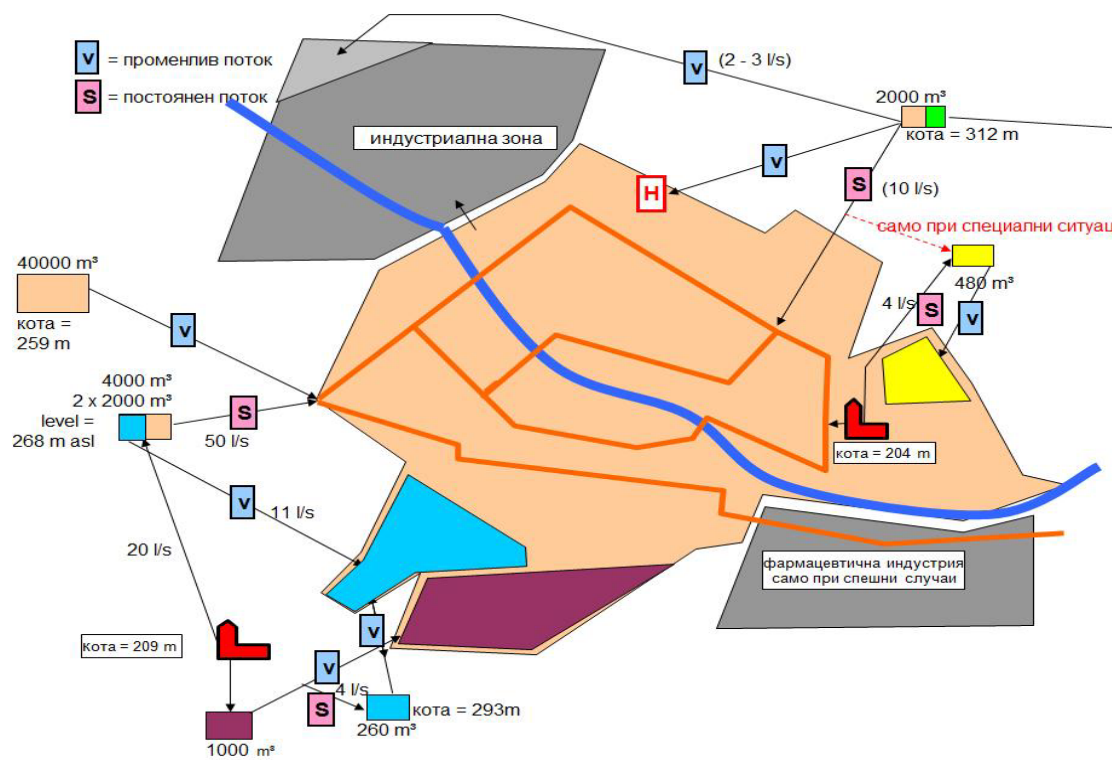 v = променлив поток
S = постоянен поток
v (2 - 3 l/s)
2000 m³
кота = 312 m
индустриална зона
v
H
S (10 l/s)
само при специални ситуац
40000 m³
кота =
259 m
v
480 m³
4 l/s
S
v
4000 m³
2 x 2000 m³
level =
268 m asl
S
50 l/s
кота = 204 m
v
11 l/s
20 l/s
фармацевтична индустрия
само при спешни случаи
кота = 209 m
v
v
4 l/s
S
кота = 293m
260 m³
1000 m³